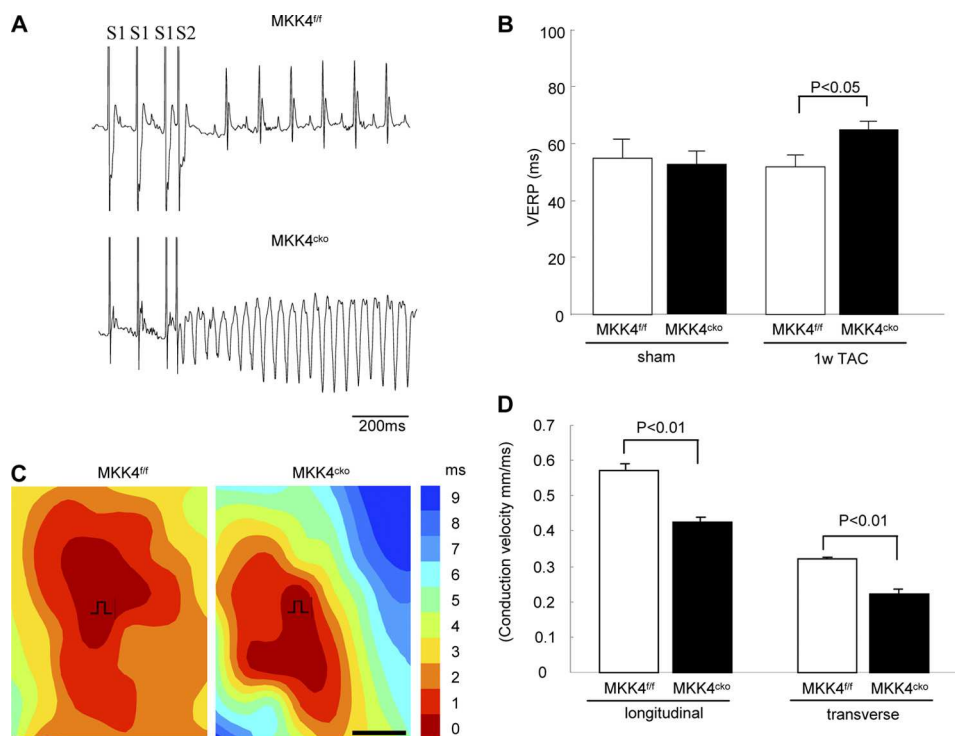 A
S1 S1 S1 S2
MKK4f/f
MKK4cko
200ms
B
100
80
60
40
20
0
VERP (ms)
P<0.05
MKK4f/f MKK4cko MKK4f/f MKK4cko
sham 1w TAC
C
MKK4f/f MKK4cko ms
9
8
7
6
5
4
3
2
1
0
D
0.7
0.6
0.5
0.4
0.3
0.2
0.1
0
(Conduction velocity mm/ms)
P<0.01
P<0.01
MKK4f/f MKK4cko MKK4f/f MKK4cko
longitudinal transverse